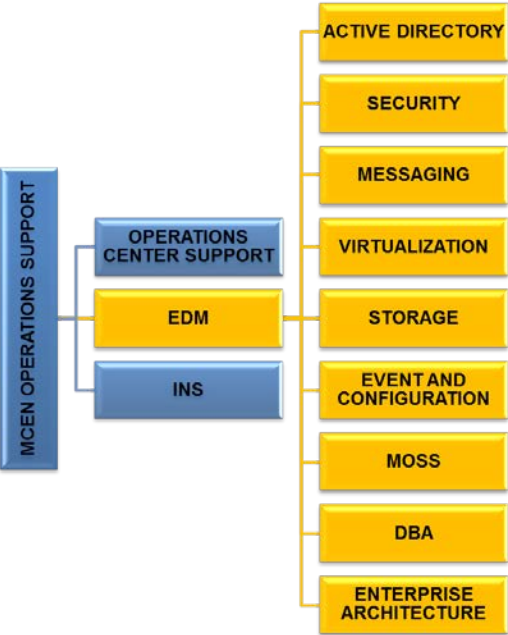 MCEN OPERATIONS SUPPORT
OPERATIONS
CENTER SUPPORT
EDM
INS
ACTIVE DIRECTORY
SECURITY
MESSAGING
VIRTUALIZATION
STORAGE
EVENT AND
CONFIGURATION
MOSS
DBA
ENTERPRISE
ARCHITECTURE